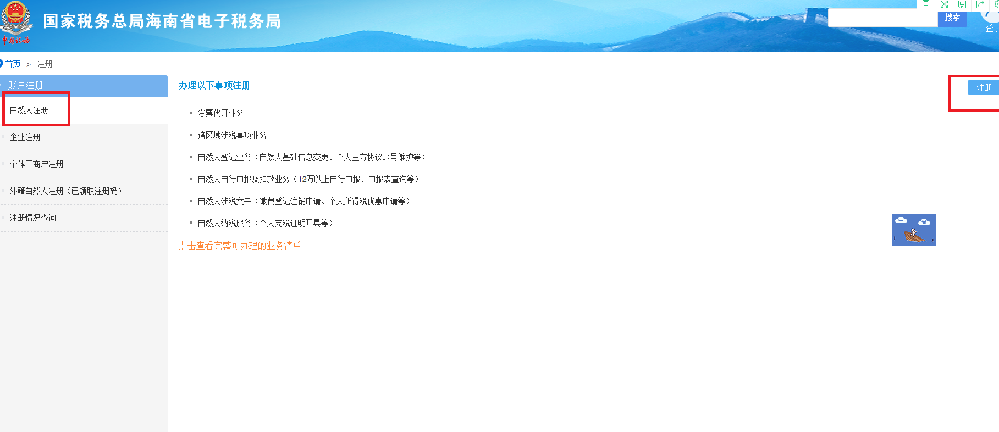 国家税务总局海南省电子税务局
中国税务
搜索
登录
首页 > 注册
账户注册
自然人注册
企业注册
个体工商户注册
外籍自然人注册（已领取注册码）
注册情况查询
办理以下事项注册
注册
发票代开业务
跨区域涉税事项业务
自然人登记业务（自然人基础信息变更、个人三方协议账号维护等）
自然人自行申报及扣款业务（12万以上自行申报、申报表查询等）
自然人涉税文书（缴费登记注销申请、个人所得税优惠申请等）
自然人纳税服务（个人完税证明开具等）
点击查看完整可办理的业务清单
中